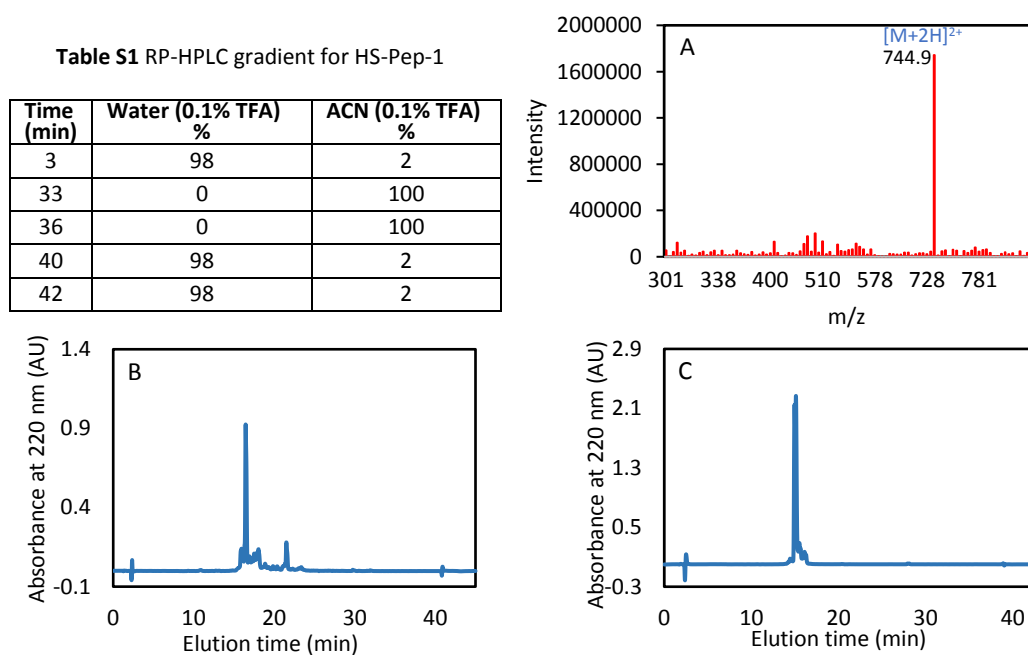 Table S1 RP-HPLC gradient for HS-Pep-1
Time (min) Water (0.1% TFA) % ACN (0.1% TFA) %
3 98 2
33 0 100
36 0 100
40 98 2
42 98 2
A
[M+2H]²⁺
744.9
Intensity
2000000
1600000
1200000
800000
400000
0
301 338 400 510 578 728 781
m/z
B
Absorbance at 220 nm (AU)
1.4
0.9
0.4
-0.1
0 10 20 30 40
Elution time (min)
C
Absorbance at 220 nm (AU)
2.9
2.1
1.3
0.5
-0.3
0 10 20 30 40
Elution time (min)